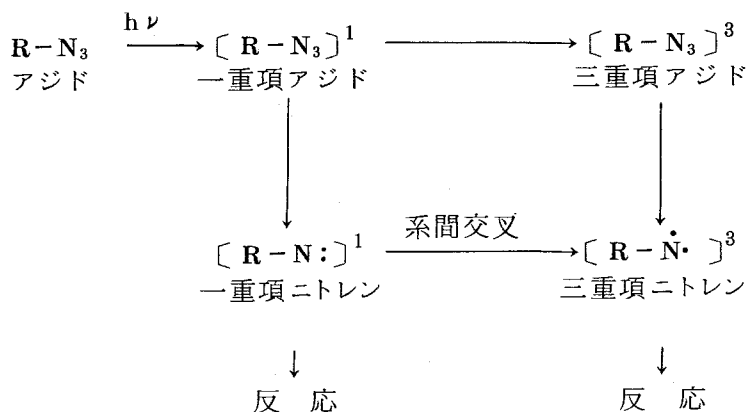 hν
R－N₃ 〔 R－N₃ 〕¹ 〔 R－N₃ 〕³
アジド 一重項アジド 三重項アジド
系間交叉
〔 R－N：〕¹ 〔 R－Ṅ・ 〕³
一重項ニトレン 三重項ニトレン
反 応 反 応